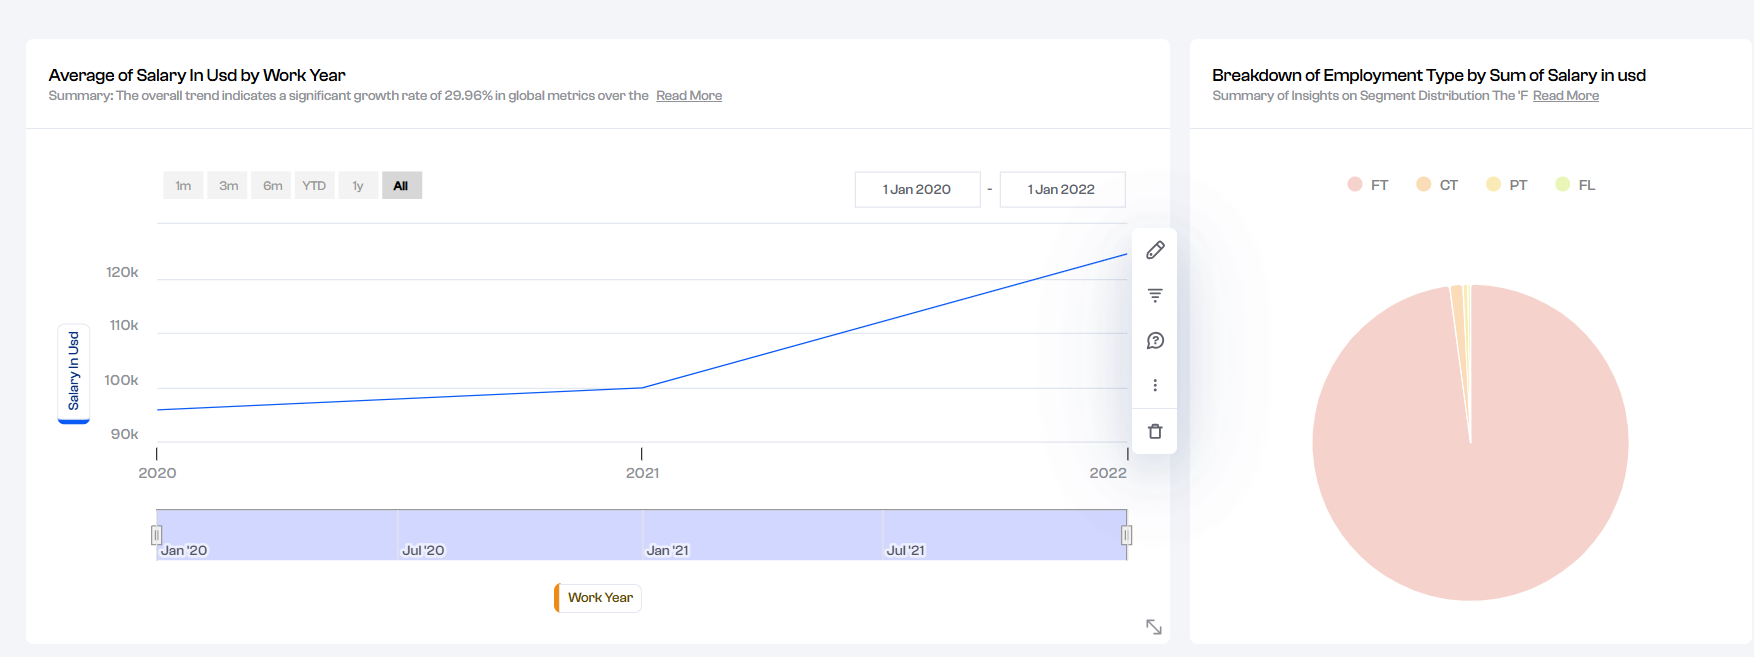 Average of Salary In Usd by Work Year
Summary: The overall trend indicates a significant growth rate of 29.96% in global metrics over the Read More
1m 3m 6m YTD 1y All
1 Jan 2020 - 1 Jan 2022
120k
110k
100k
90k
Salary In Usd
2020 2021 2022
Jan '20 Jul '20 Jan '21 Jul '21
Work Year
Breakdown of Employment Type by Sum of Salary in usd
Summary of Insights on Segment Distribution The 'F Read More
FT CT PT FL